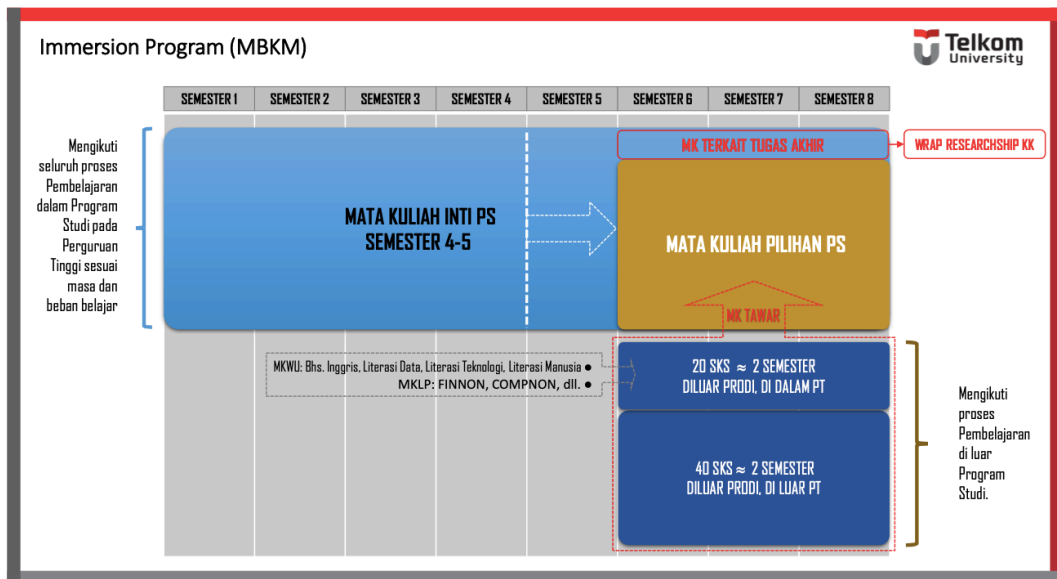 Immersion Program (MBKM)
Telkom
University
SEMESTER 1 SEMESTER 2 SEMESTER 3 SEMESTER 4 SEMESTER 5 SEMESTER 6 SEMESTER 7 SEMESTER 8
Mengikuti
seluruh proses
Pembelajaran
dalam Program
Studi pada
Perguruan
Tinggi sesuai
masa dan
beban belajar
MK TERKAIT TUGAS AKHIR
WRAP RESEARCHSHIP KK
MATA KULIAH INTI PS
SEMESTER 4-5
MATA KULIAH PILIHAN PS
MK TAWAR
MKWU: Bhs. Inggris, Literasi Data, Literasi Teknologi, Literasi Manusia ●
MKLP: FINNON, COMPNON, dll. ●
20 SKS ≈ 2 SEMESTER
DILUAR PRODI, DI DALAM PT
40 SKS ≈ 2 SEMESTER
DILUAR PRODI, DI LUAR PT
Mengikuti
proses
Pembelajaran
di luar
Program
Studi.